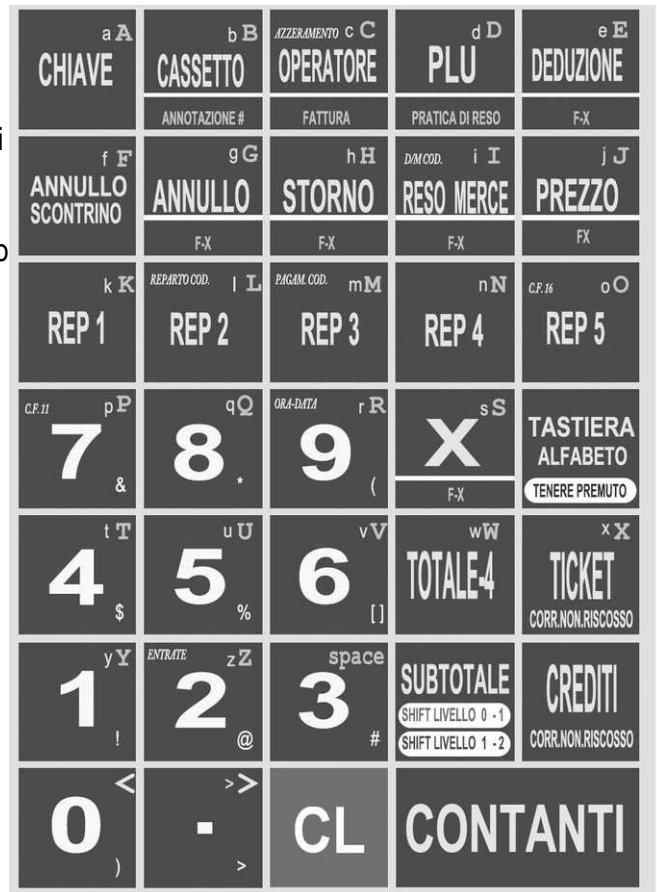 a A b B AZZERAMENTO c C d D e E
CHIAVE CASSETTO OPERATORE PLU DEDUZIONE
ANNOTAZIONE # FATTURA PRATICA DI RESO F-X
i
f F g G h H D/M COD. i I j J
ANNULLO SCONTRINO ANNULLO STORNO RESO MERCE PREZZO
F-X F-X F-X FX
o
k K REPARTO COD. l L PAGAM. COD. m M n N C.F. 16 o O
REP 1 REP 2 REP 3 REP 4 REP 5
C.F. 11 p P q Q ORA-DATA r R s S
7 8 9 X TASTIERA ALFABETO
& * ( F-X TENERE PREMUTO
t T u U v V w W x X
4 5 6 TOTALE-4 TICKET
$ % [ ] CORR.NON.RISCOSSO
y Y ENTRATE z Z space
1 2 3 SUBTOTALE CREDITI
SHIFT LIVELLO 0 -1
! @ # SHIFT LIVELLO 1 -2 CORR.NON.RISCOSSO
< >>
0 . CL CONTANTI
) >